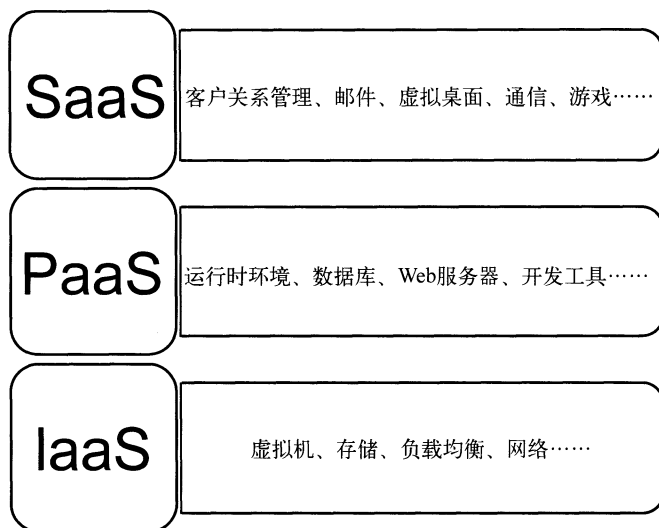 SaaS
客户关系管理、邮件、虚拟桌面、通信、游戏……
PaaS
运行时环境、数据库、Web服务器、开发工具……
IaaS
虚拟机、存储、负载均衡、网络……